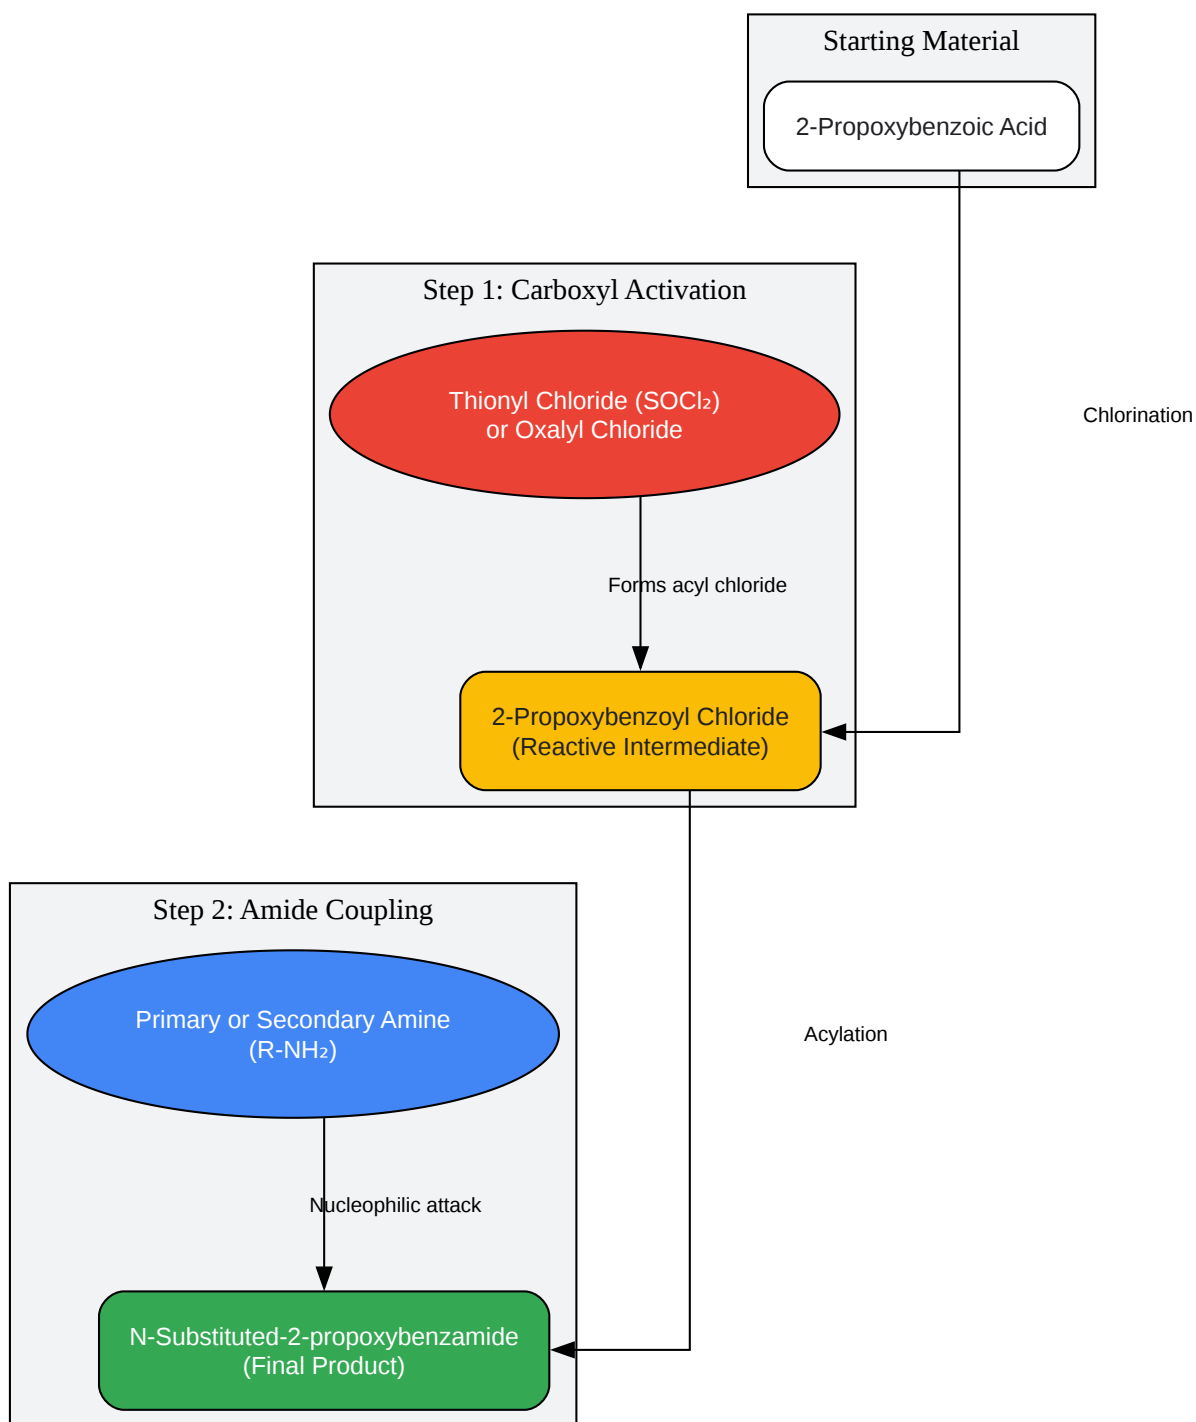 Starting Material
2-Propoxybenzoic Acid
Step 1: Carboxyl Activation
Thionyl Chloride (SOCl₂)
or Oxalyl Chloride
Chlorination
Forms acyl chloride
2-Propoxybenzoyl Chloride
(Reactive Intermediate)
Step 2: Amide Coupling
Primary or Secondary Amine
(R-NH₂)
Acylation
Nucleophilic attack
N-Substituted-2-propoxybenzamide
(Final Product)